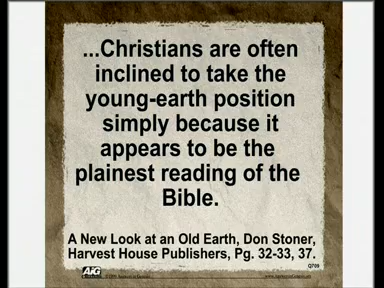 ...Christians are often
inclined to take the
young-earth position
simply because it
appears to be the
plainest reading of the
Bible.
A New Look at an Old Earth, Don Stoner,
Harvest House Publishers, Pg. 32-33, 37.
AiG